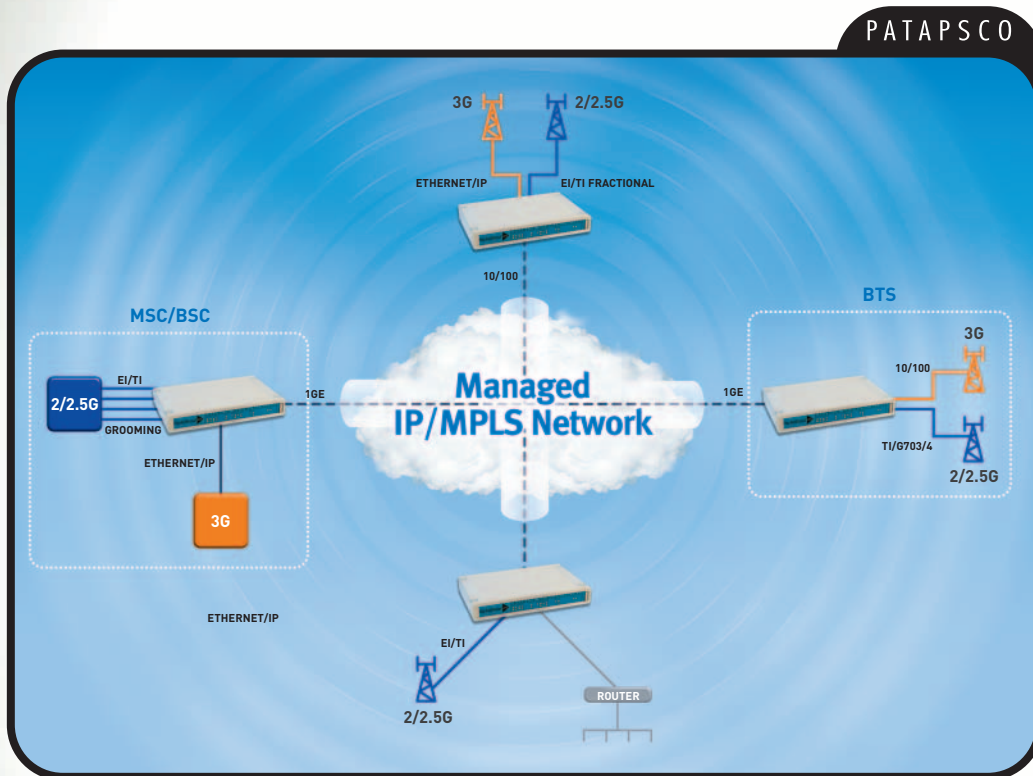 PATAPSCO
3G
2/2.5G
ETHERNET/IP
EI/TI FRACTIONAL
10/100
MSC/BSC
BTS
EI/TI
2/2.5G
GROOMING
ETHERNET/IP
3G
1GE
Managed
IP/MPLS Network
1GE
3G
10/100
TI/G703/4
2/2.5G
ETHERNET/IP
EI/TI
2/2.5G
ROUTER